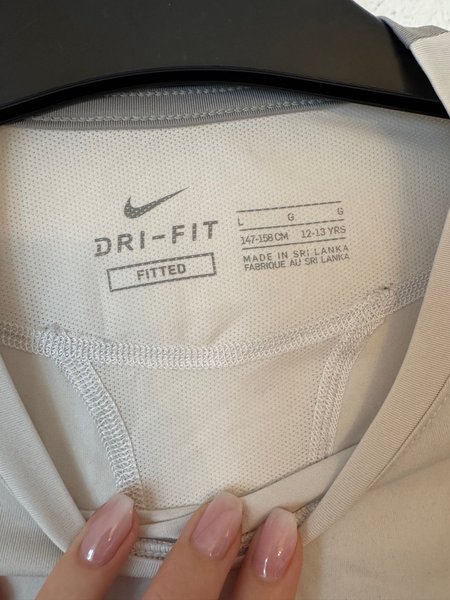 DRI-FIT
FITTED
L G G
147-158 CM 12-13 YRS
MADE IN SRI LANKA
FABRIQUE AU SRI LANKA